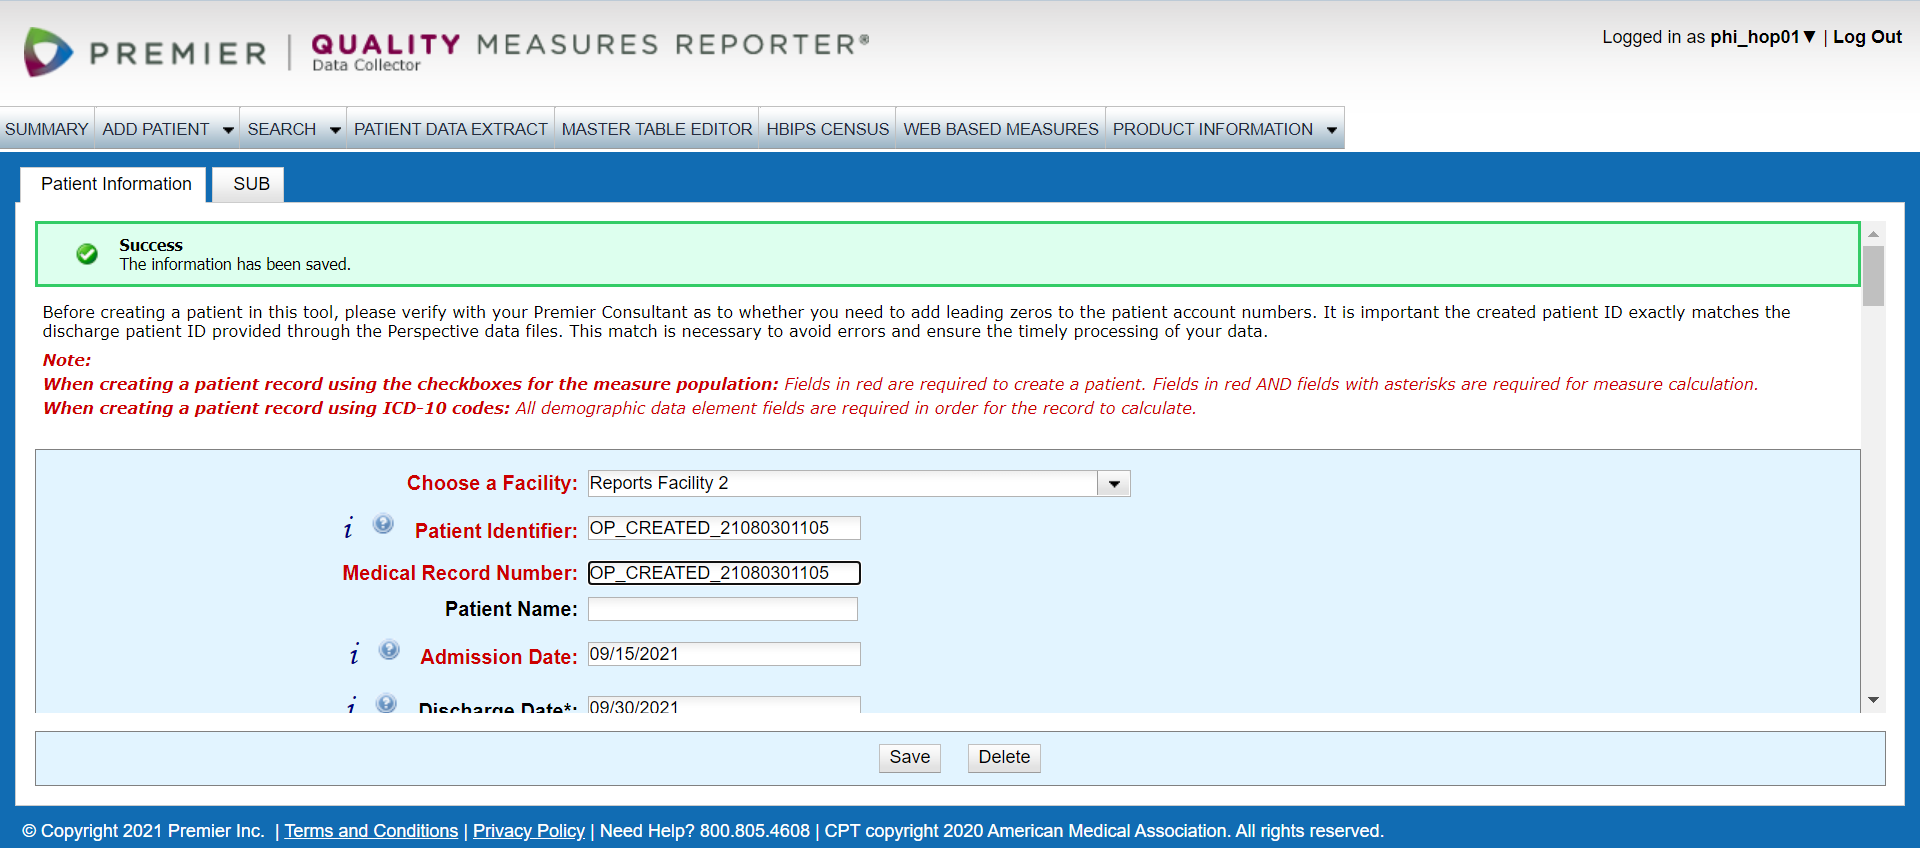 PREMIER | QUALITY MEASURES REPORTER®
Data Collector
Logged in as phi_hop01▼ | Log Out
SUMMARY ADD PATIENT SEARCH PATIENT DATA EXTRACT MASTER TABLE EDITOR HBIPS CENSUS WEB BASED MEASURES PRODUCT INFORMATION
Patient Information SUB
Success
The information has been saved.
Before creating a patient in this tool, please verify with your Premier Consultant as to whether you need to add leading zeros to the patient account numbers. It is important the created patient ID exactly matches the
discharge patient ID provided through the Perspective data files. This match is necessary to avoid errors and ensure the timely processing of your data.
Note:
When creating a patient record using the checkboxes for the measure population: Fields in red are required to create a patient. Fields in red AND fields with asterisks are required for measure calculation.
When creating a patient record using ICD-10 codes: All demographic data element fields are required in order for the record to calculate.
Choose a Facility: Reports Facility 2
i ? Patient Identifier: OP_CREATED_21080301105
Medical Record Number: OP_CREATED_21080301105
Patient Name:
i ? Admission Date: 09/15/2021
i ? Discharge Date*: 09/30/2021
Save Delete
© Copyright 2021 Premier Inc. | Terms and Conditions | Privacy Policy | Need Help? 800.805.4608 | CPT copyright 2020 American Medical Association. All rights reserved.